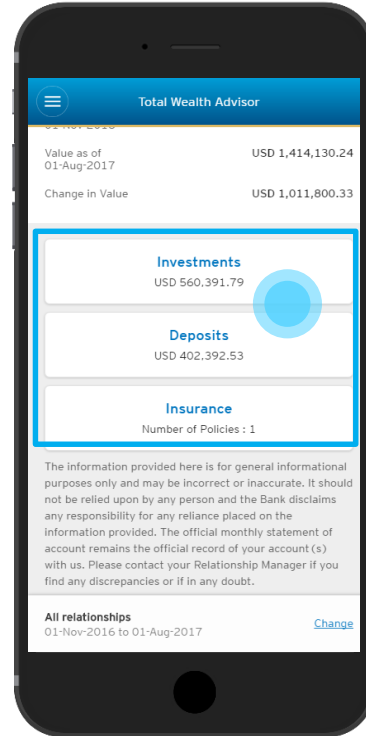 Total Wealth Advisor
01-Nov-2016
Value as of USD 1,414,130.24
01-Aug-2017
Change in Value USD 1,011,800.33
Investments
USD 560,391.79
Deposits
USD 402,392.53
Insurance
Number of Policies : 1
The information provided here is for general informational
purposes only and may be incorrect or inaccurate. It should
not be relied upon by any person and the Bank disclaims
any responsibility for any reliance placed on the
information provided. The official monthly statement of
account remains the official record of your account(s)
with us. Please contact your Relationship Manager if you
find any discrepancies or if in any doubt.
All relationships
01-Nov-2016 to 01-Aug-2017 Change